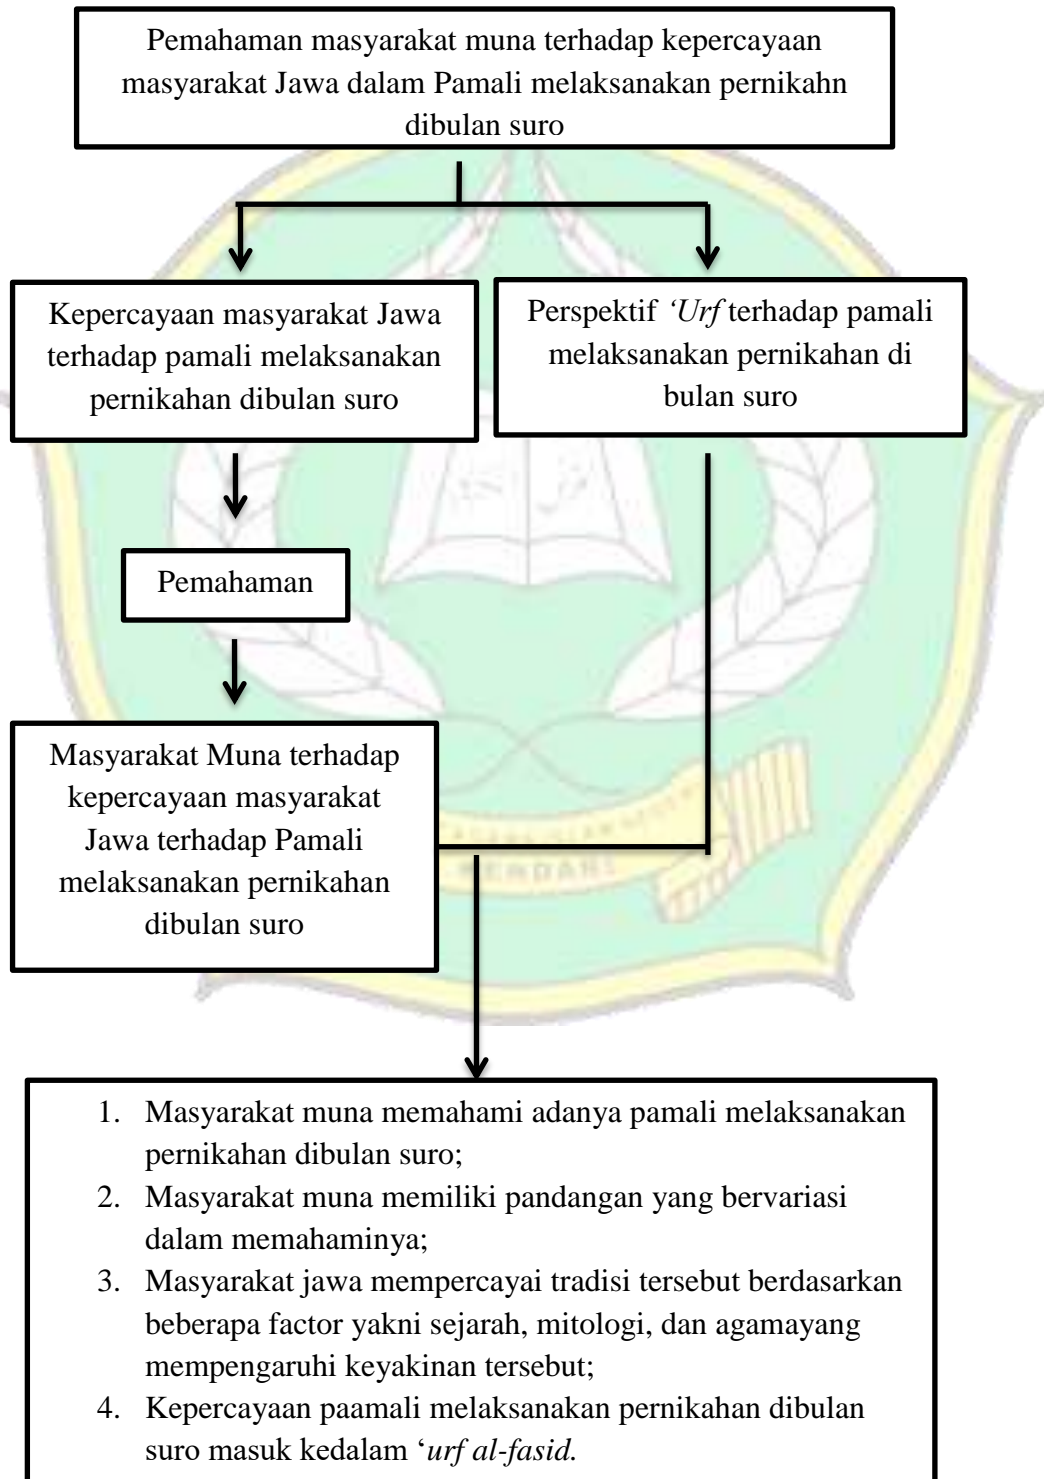 Pemahaman masyarakat muna terhadap kepercayaan
masyarakat Jawa dalam Pamali melaksanakan pernikahn
dibulan suro
Kepercayaan masyarakat Jawa
terhadap pamali melaksanakan
pernikahan dibulan suro
Perspektif ‘Urf terhadap pamali
melaksanakan pernikahan di
bulan suro
Pemahaman
Masyarakat Muna terhadap
kepercayaan masyarakat
Jawa terhadap Pamali
melaksanakan pernikahan
dibulan suro
KENDARI
1. Masyarakat muna memahami adanya pamali melaksanakan
pernikahan dibulan suro;
2. Masyarakat muna memiliki pandangan yang bervariasi
dalam memahaminya;
3. Masyarakat jawa mempercayai tradisi tersebut berdasarkan
beberapa factor yakni sejarah, mitologi, dan agamayang
mempengaruhi keyakinan tersebut;
4. Kepercayaan paamali melaksanakan pernikahan dibulan
suro masuk kedalam ‘urf al-fasid.